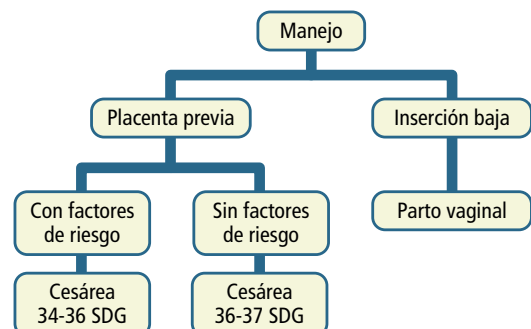 Manejo
Placenta previa
Inserción baja
Con factores
de riesgo
Sin factores
de riesgo
Parto vaginal
Cesárea
34-36 SDG
Cesárea
36-37 SDG